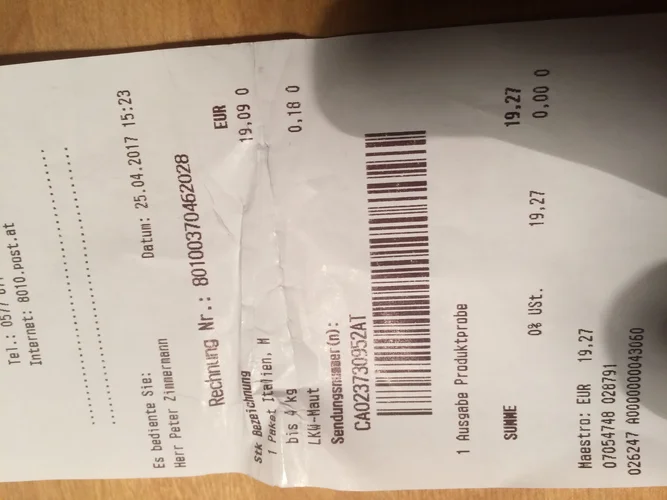 Tel.: 0577 677
Internet: 8010.post.at
Es bediente Sie: Datum: 25.04.2017 15:23
Herr Peter Zimmermann
Rechnung Nr.: 80100370462028
Stk Bezeichnung EUR
1 Paket Italien, M 19,09 0
bis 4 kg
LKW-Maut 0,18 0
Sendungsnummer(n):
CA023730952AT
1 Ausgabe Produktprobe
SUMME 19,27
0% USt. 19,27 0,00 0
Maestro: EUR 19,27
07054748 028791
026247 A0000000043060